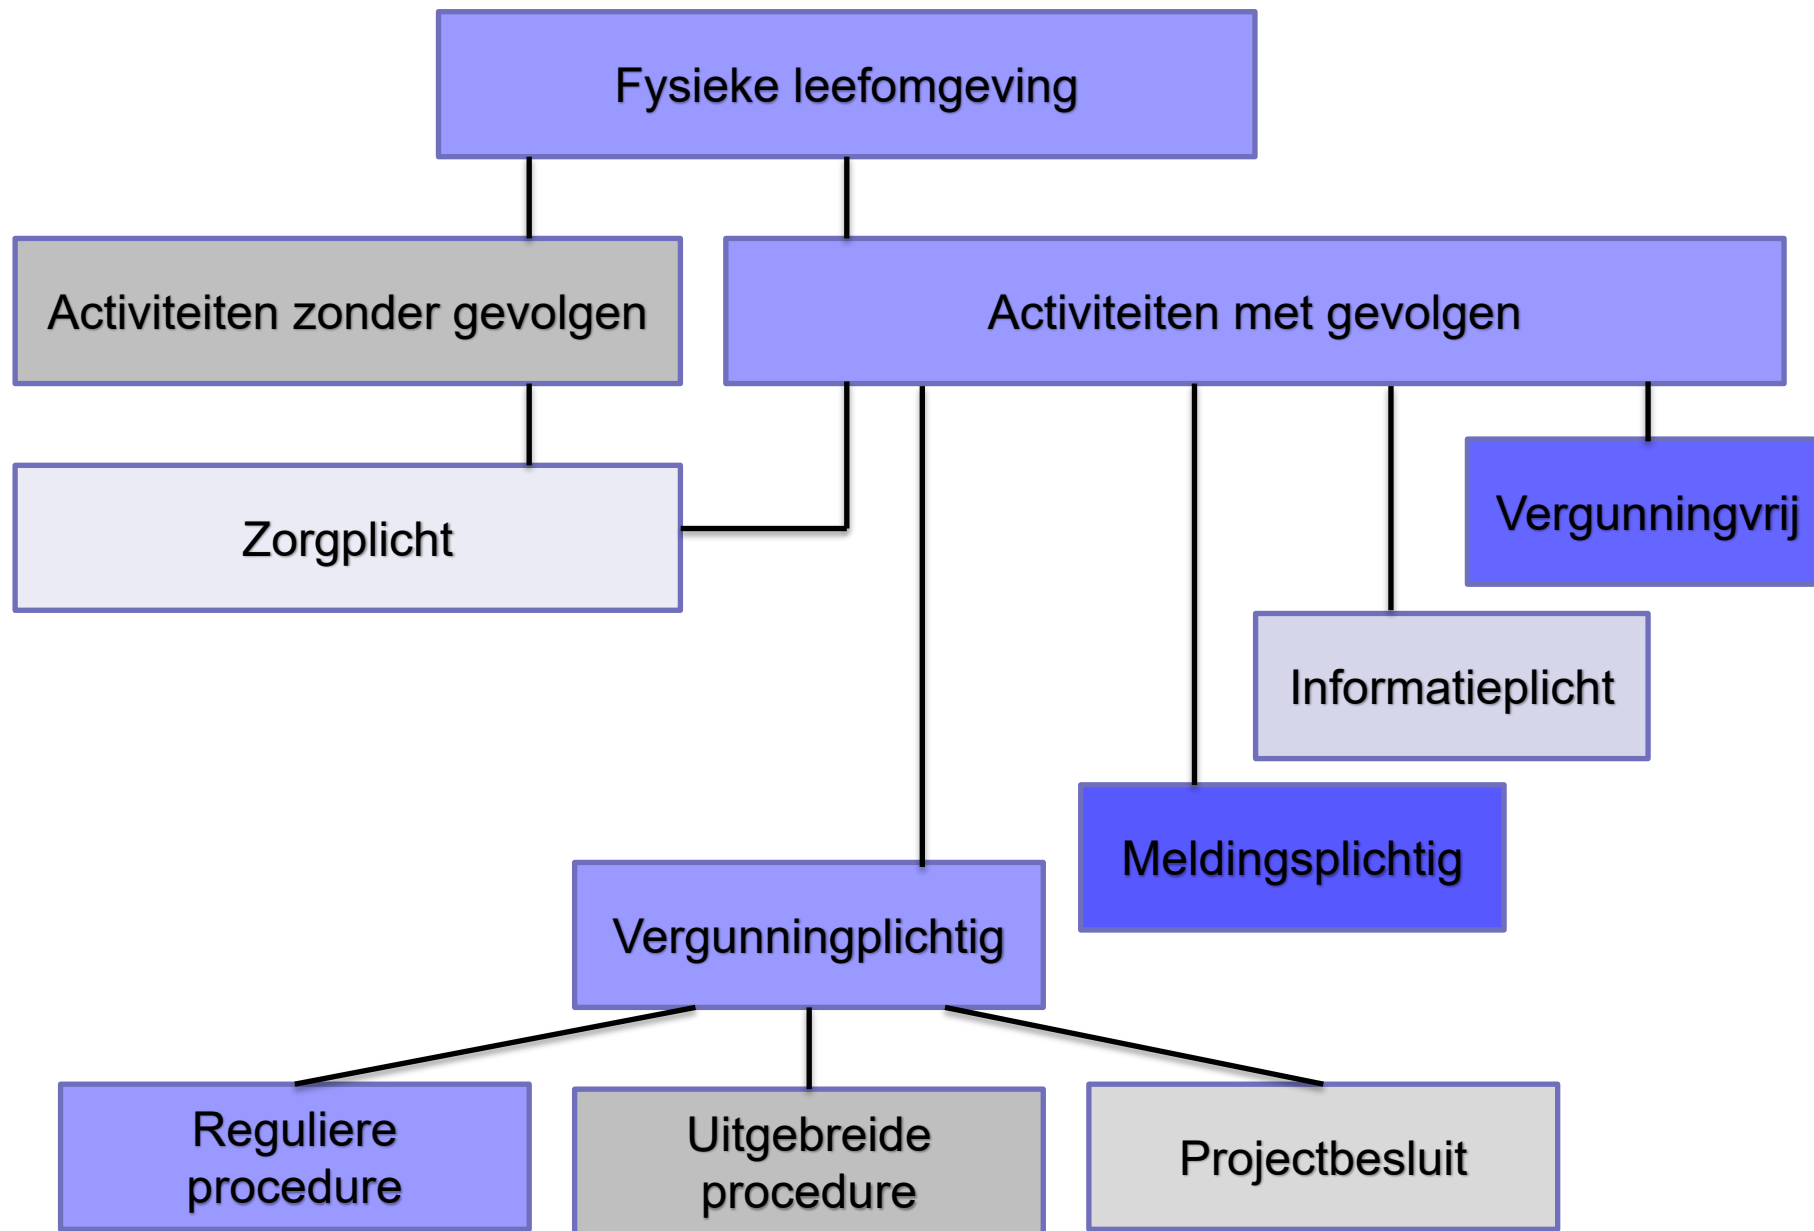 Fysieke leefomgeving
Activiteiten zonder gevolgen
Activiteiten met gevolgen
Zorgplicht
Vergunningvrij
Informatieplicht
Meldingsplichtig
Vergunningplichtig
Reguliere
procedure
Uitgebreide
procedure
Projectbesluit